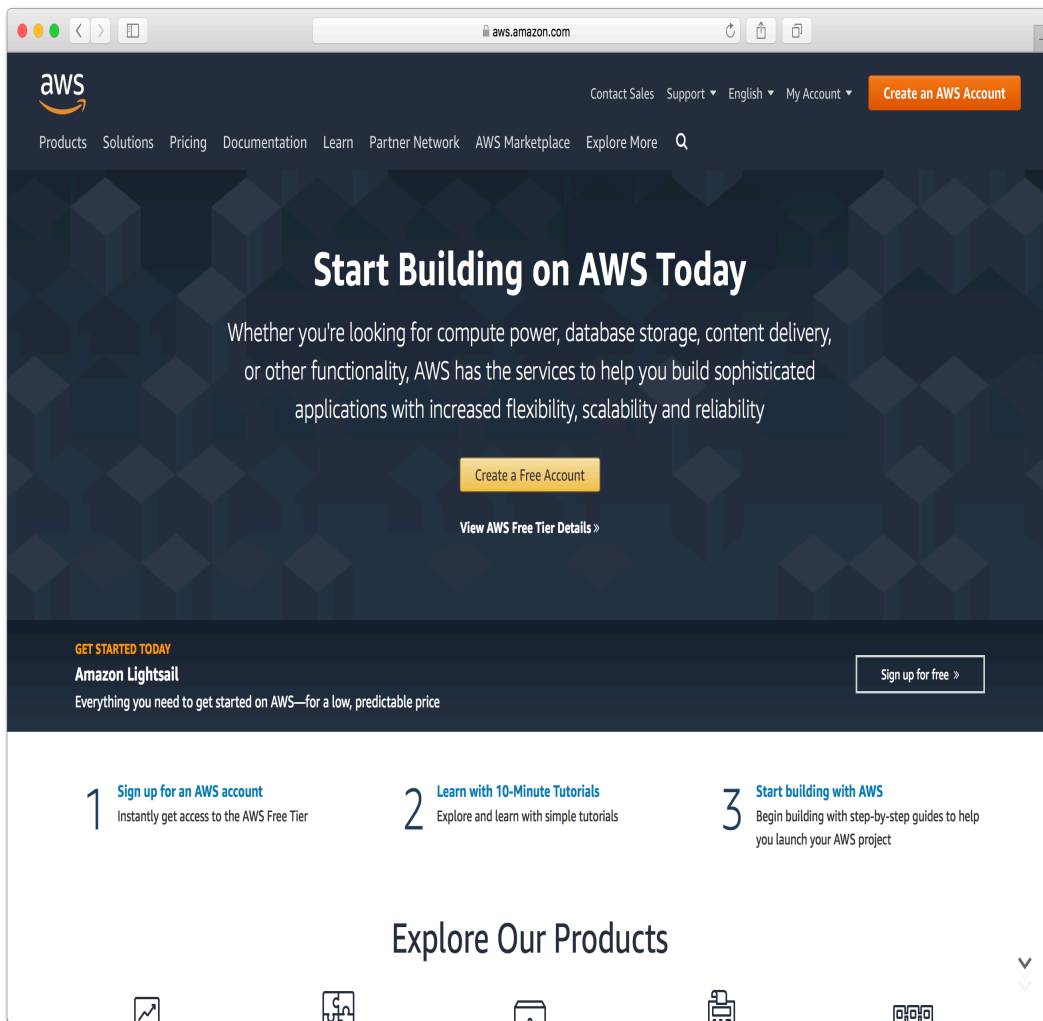 aws.amazon.com
aws
Contact Sales Support English My Account Create an AWS Account
Products Solutions Pricing Documentation Learn Partner Network AWS Marketplace Explore More
Start Building on AWS Today
Whether you're looking for compute power, database storage, content delivery,
or other functionality, AWS has the services to help you build sophisticated
applications with increased flexibility, scalability and reliability
Create a Free Account
View AWS Free Tier Details »
GET STARTED TODAY
Amazon Lightsail
Everything you need to get started on AWS—for a low, predictable price
Sign up for free »
1
Sign up for an AWS account
Instantly get access to the AWS Free Tier
2
Learn with 10-Minute Tutorials
Explore and learn with simple tutorials
3
Start building with AWS
Begin building with step-by-step guides to help
you launch your AWS project
Explore Our Products